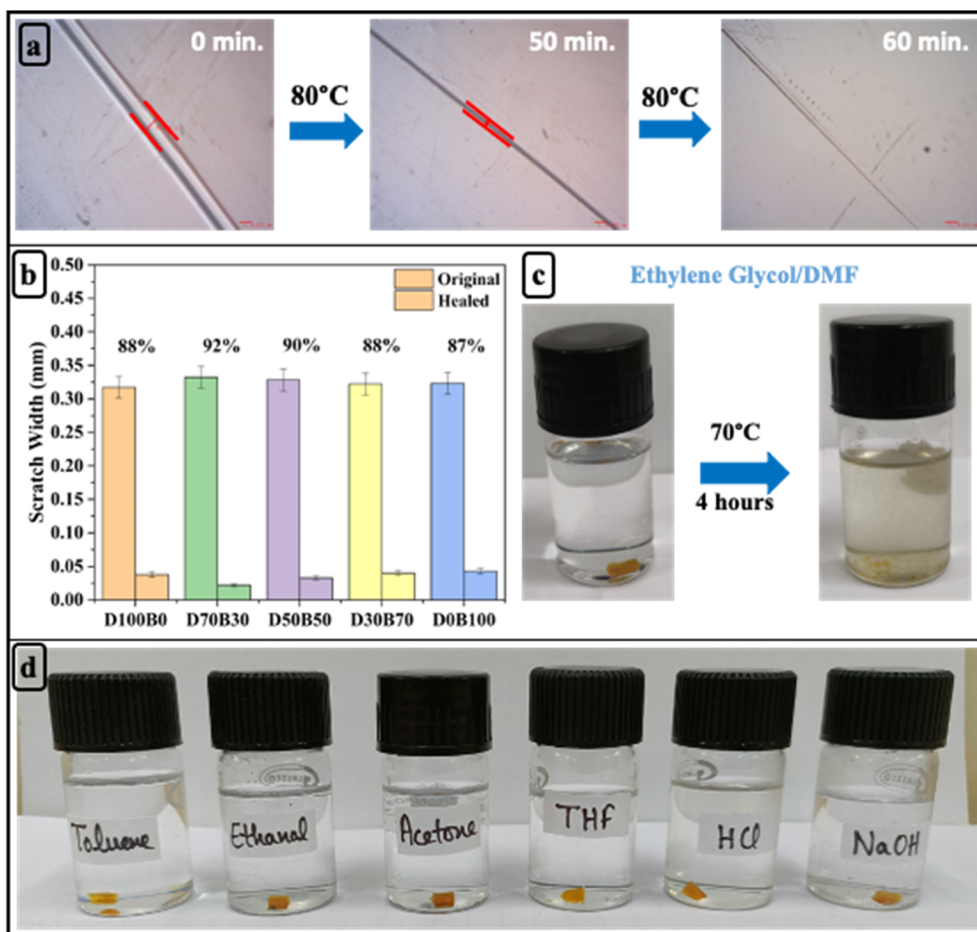 a
0 min.
80°C
50 min.
80°C
60 min.
b
0.50
0.45
0.40
0.35
0.30
0.25
0.20
0.15
0.10
0.05
0.00
Scratch Width (mm)
Original
Healed
88%
92%
90%
88%
87%
D100B0
D70B30
D50B50
D30B70
D0B100
c
Ethylene Glycol/DMF
70°C
4 hours
d
Toluene
Ethanal
Acetone
THF
HCl
NaOH